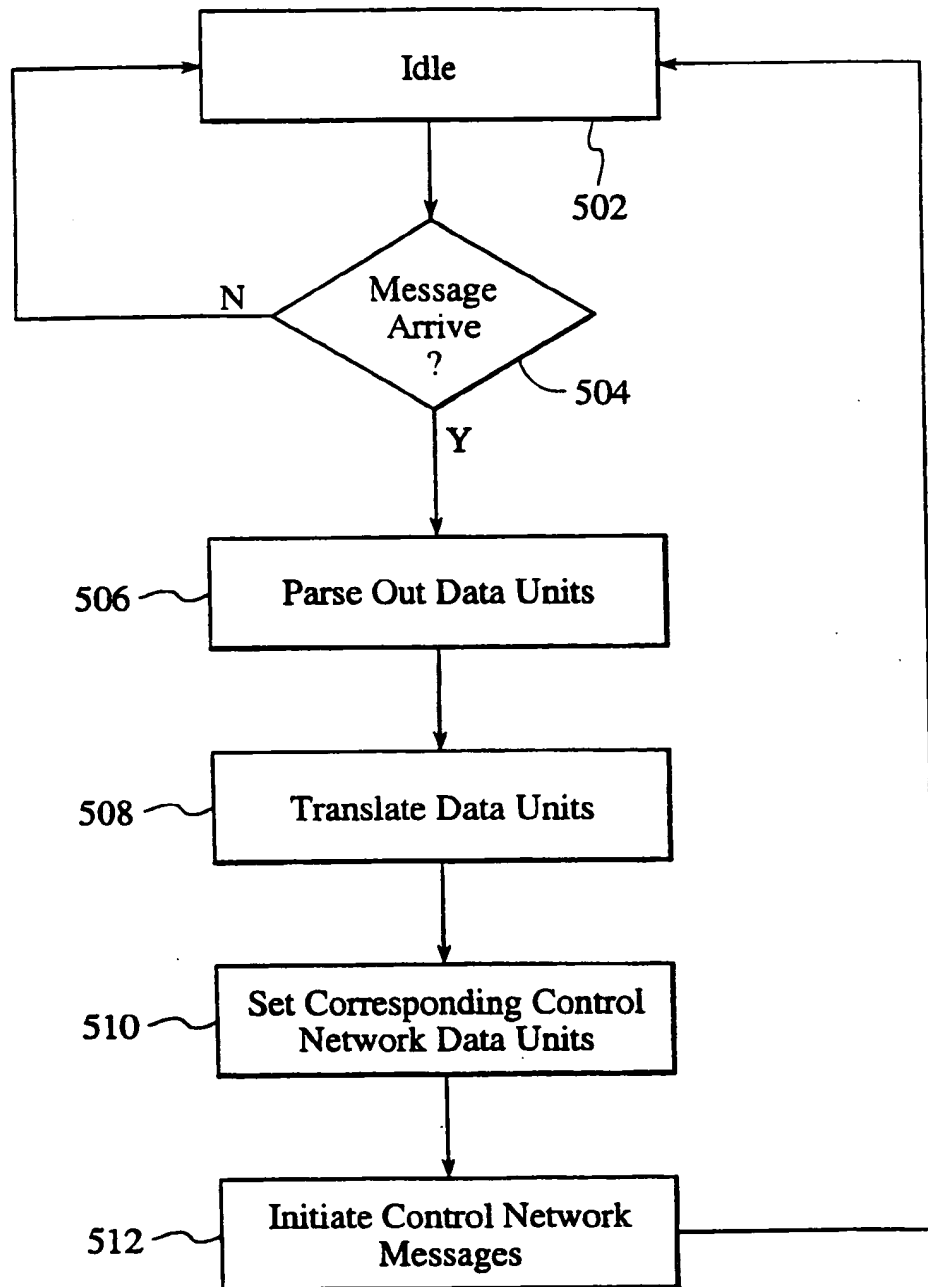 Idle
502
Message
Arrive
?
N
504
Y
506
Parse Out Data Units
508
Translate Data Units
510
Set Corresponding Control
Network Data Units
512
Initiate Control Network
Messages